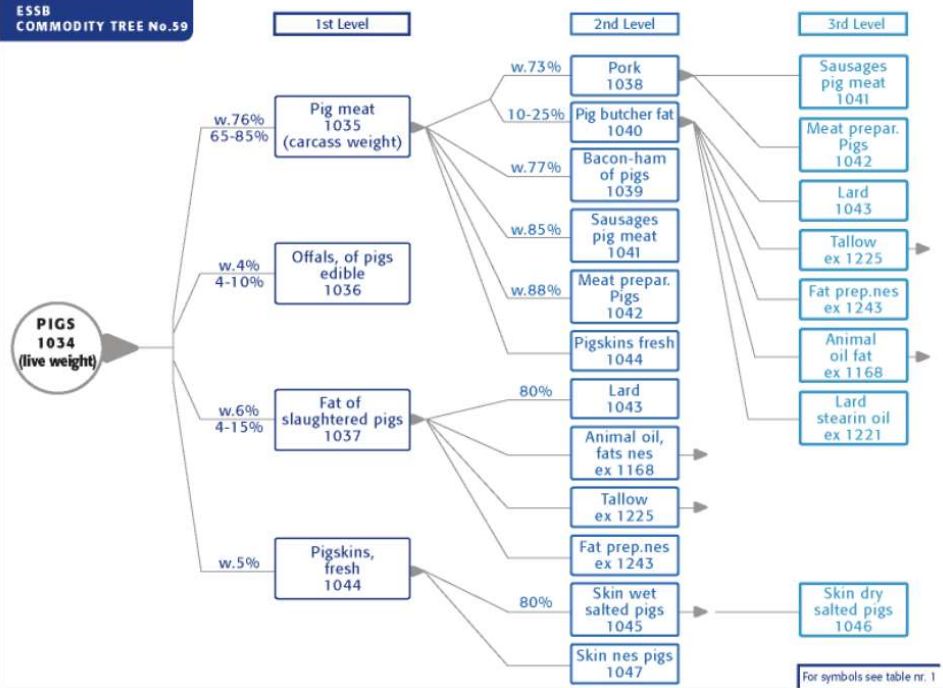 ESSB
COMMODITY TREE No.59
1st Level
2nd Level
3rd Level
PIGS
1034
(live weight)
w.76%
65-85%
Pig meat
1035
(carcass weight)
w.4%
4-10%
Offals, of pigs
edible
1036
w.6%
4-15%
Fat of
slaughtered pigs
1037
w.5%
Pigskins,
fresh
1044
w.73%
Pork
1038
10-25%
Pig butcher fat
1040
w.77%
Bacon-ham
of pigs
1039
w.85%
Sausages
pig meat
1041
w.88%
Meat prepar.
Pigs
1042
Pigskins fresh
1044
80%
Lard
1043
Animal oil,
fats nes
ex 1168
Tallow
ex 1225
Fat prep.nes
ex 1243
80%
Skin wet
salted pigs
1045
Skin nes pigs
1047
Sausages
pig meat
1041
Meat prepar.
Pigs
1042
Lard
1043
Tallow
ex 1225
Fat prep.nes
ex 1243
Animal
oil fat
ex 1168
Lard
stearin oil
ex 1221
Skin dry
salted pigs
1046
For symbols see table nr. 1